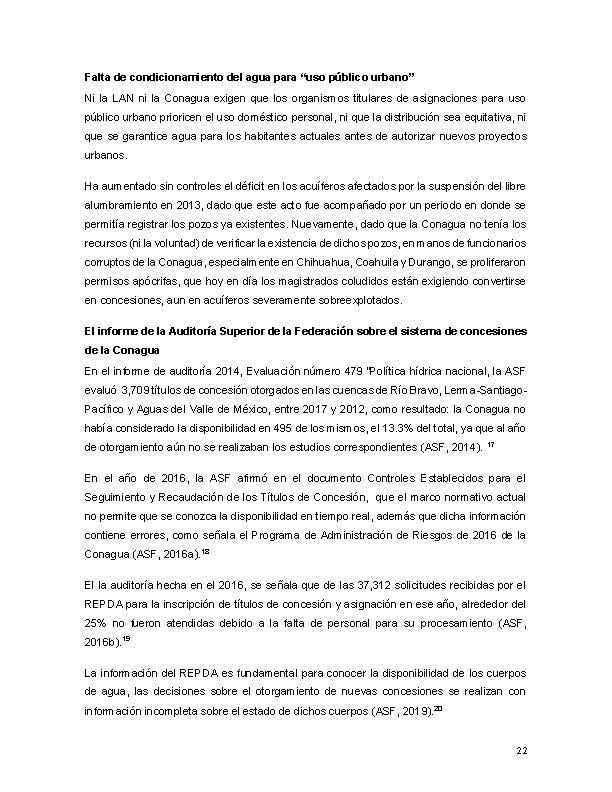 Falta de condicionamiento del agua para “uso público urbano”
Ni la LAN ni la Conagua exigen que los organismos titulares de asignaciones para uso
público urbano prioricen el uso doméstico personal, ni que la distribución sea equitativa, ni
que se garantice agua para los habitantes actuales antes de autorizar nuevos proyectos
urbanos.
Ha aumentado sin controles el déficit en los acuíferos afectados por la suspensión del libre
alumbramiento en 2013, dado que este acto fue acompañado por un periodo en donde se
permitía registrar los pozos ya existentes. Nuevamente, dado que la Conagua no tenía los
recursos (ni la voluntad) de verificar la existencia de dichos pozos, en manos de funcionarios
corruptos de la Conagua, especialmente en Chihuahua, Coahuila y Durango, se proliferaron
permisos apócrifas, que hoy en día los magistrados coludidos están exigiendo convertirse
en concesiones, aun en acuíferos severamente sobreexplotados.
El informe de la Auditoría Superior de la Federación sobre el sistema de concesiones
de la Conagua
En el informe de auditoría 2014, Evaluación número 479 “Política hídrica nacional, la ASF
evaluó 3,709 títulos de concesión otorgados en las cuencas de Río Bravo, Lerma-Santiago-
Pacífico y Aguas del Valle de México, entre 2017 y 2012, como resultado: la Conagua no
había considerado la disponibilidad en 495 de los mismos, el 13.3% del total, ya que al año
de otorgamiento aún no se realizaban los estudios correspondientes (ASF, 2014). 17
En el año de 2016, la ASF afirmó en el documento Controles Establecidos para el
Seguimiento y Recaudación de los Títulos de Concesión, que el marco normativo actual
no permite que se conozca la disponibilidad en tiempo real, además que dicha información
contiene errores, como señala el Programa de Administración de Riesgos de 2016 de la
Conagua (ASF, 2016a).18
El la auditoría hecha en el 2016, se señala que de las 37,312 solicitudes recibidas por el
REPDA para la inscripción de títulos de concesión y asignación en ese año, alrededor del
25% no fueron atendidas debido a la falta de personal para su procesamiento (ASF,
2016b).19
La información del REPDA es fundamental para conocer la disponibilidad de los cuerpos
de agua, las decisiones sobre el otorgamiento de nuevas concesiones se realizan con
información incompleta sobre el estado de dichos cuerpos (ASF, 2019).20
22